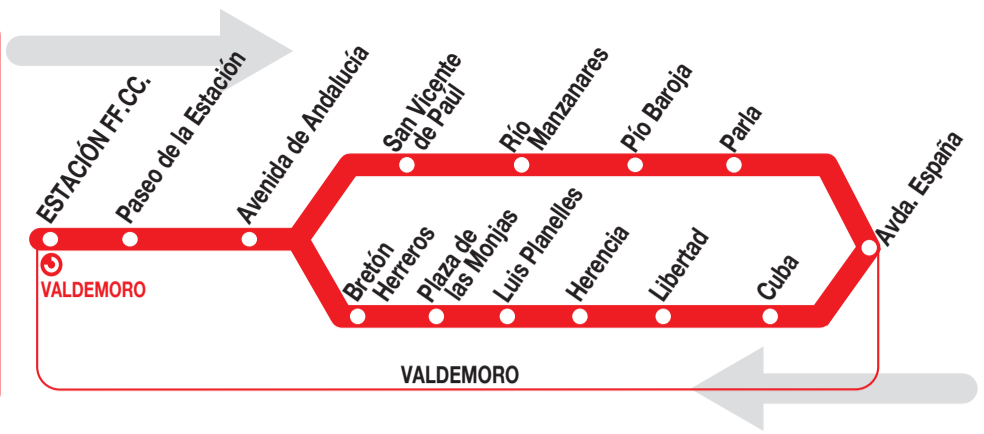 ESTACIÓN FF.CC.
Paseo de la Estación
Avenida de Andalucía
San Vicente
de Paúl
Río
Manzanares
Pío Baroja
Parla
Avda. España
Bretón
Herreros
Plaza de
las Monjas
Luis Planelles
Herencia
Libertad
Cuba
VALDEMORO
VALDEMORO